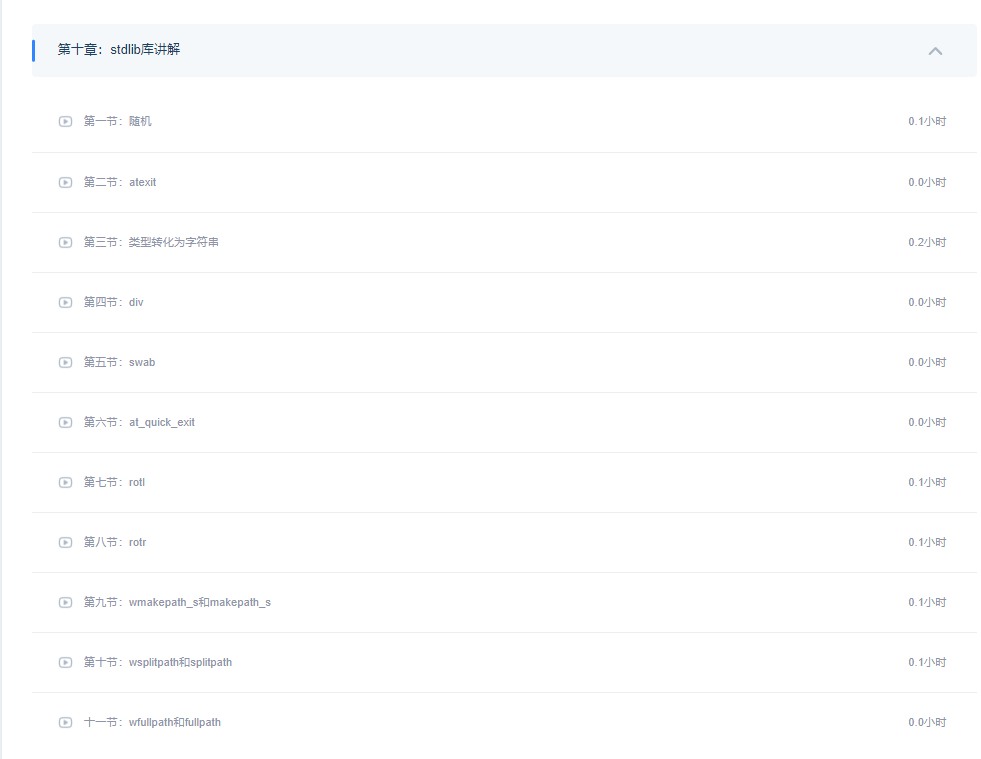 第十章：stdlib库讲解
第一节：随机 0.1小时
第二节：atexit 0.0小时
第三节：类型转化为字符串 0.2小时
第四节：div 0.0小时
第五节：swab 0.0小时
第六节：at_quick_exit 0.0小时
第七节：rotl 0.1小时
第八节：rotr 0.1小时
第九节：wmakepath_s和makepath_s 0.1小时
第十节：wsplitpath和splitpath 0.1小时
十一节：wfullpath和fullpath 0.0小时